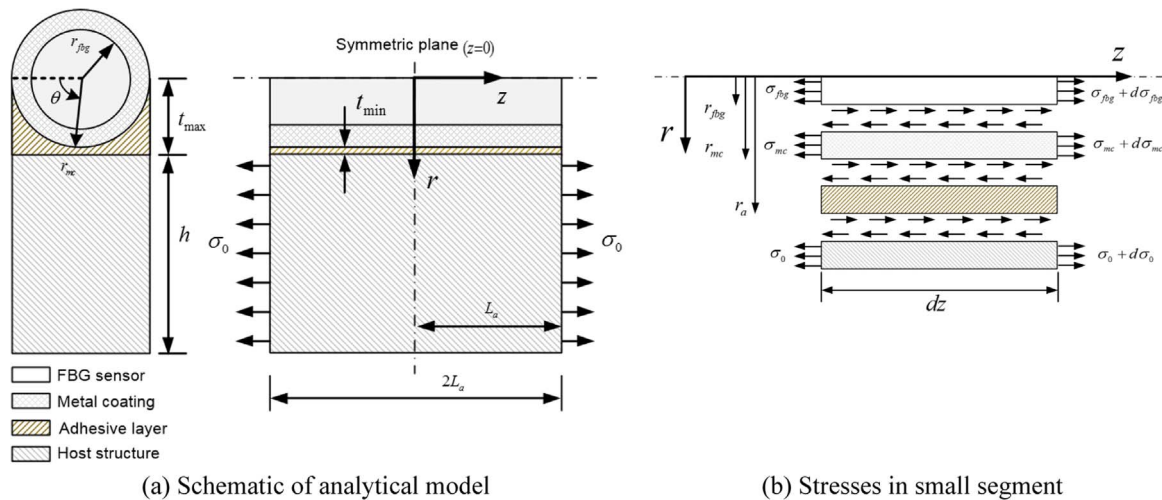 r_fbg
θ
r_mc
t_max
h
Symmetric plane (z=0)
z
t_min
r
σ_0
σ_0
L_a
2L_a
FBG sensor
Metal coating
Adhesive layer
Host structure
(a) Schematic of analytical model
z
r
r_fbg
r_mc
r_a
σ_fbg
σ_fbg + dσ_fbg
σ_mc
σ_mc + dσ_mc
σ_0
σ_0 + dσ_0
dz
(b) Stresses in small segment